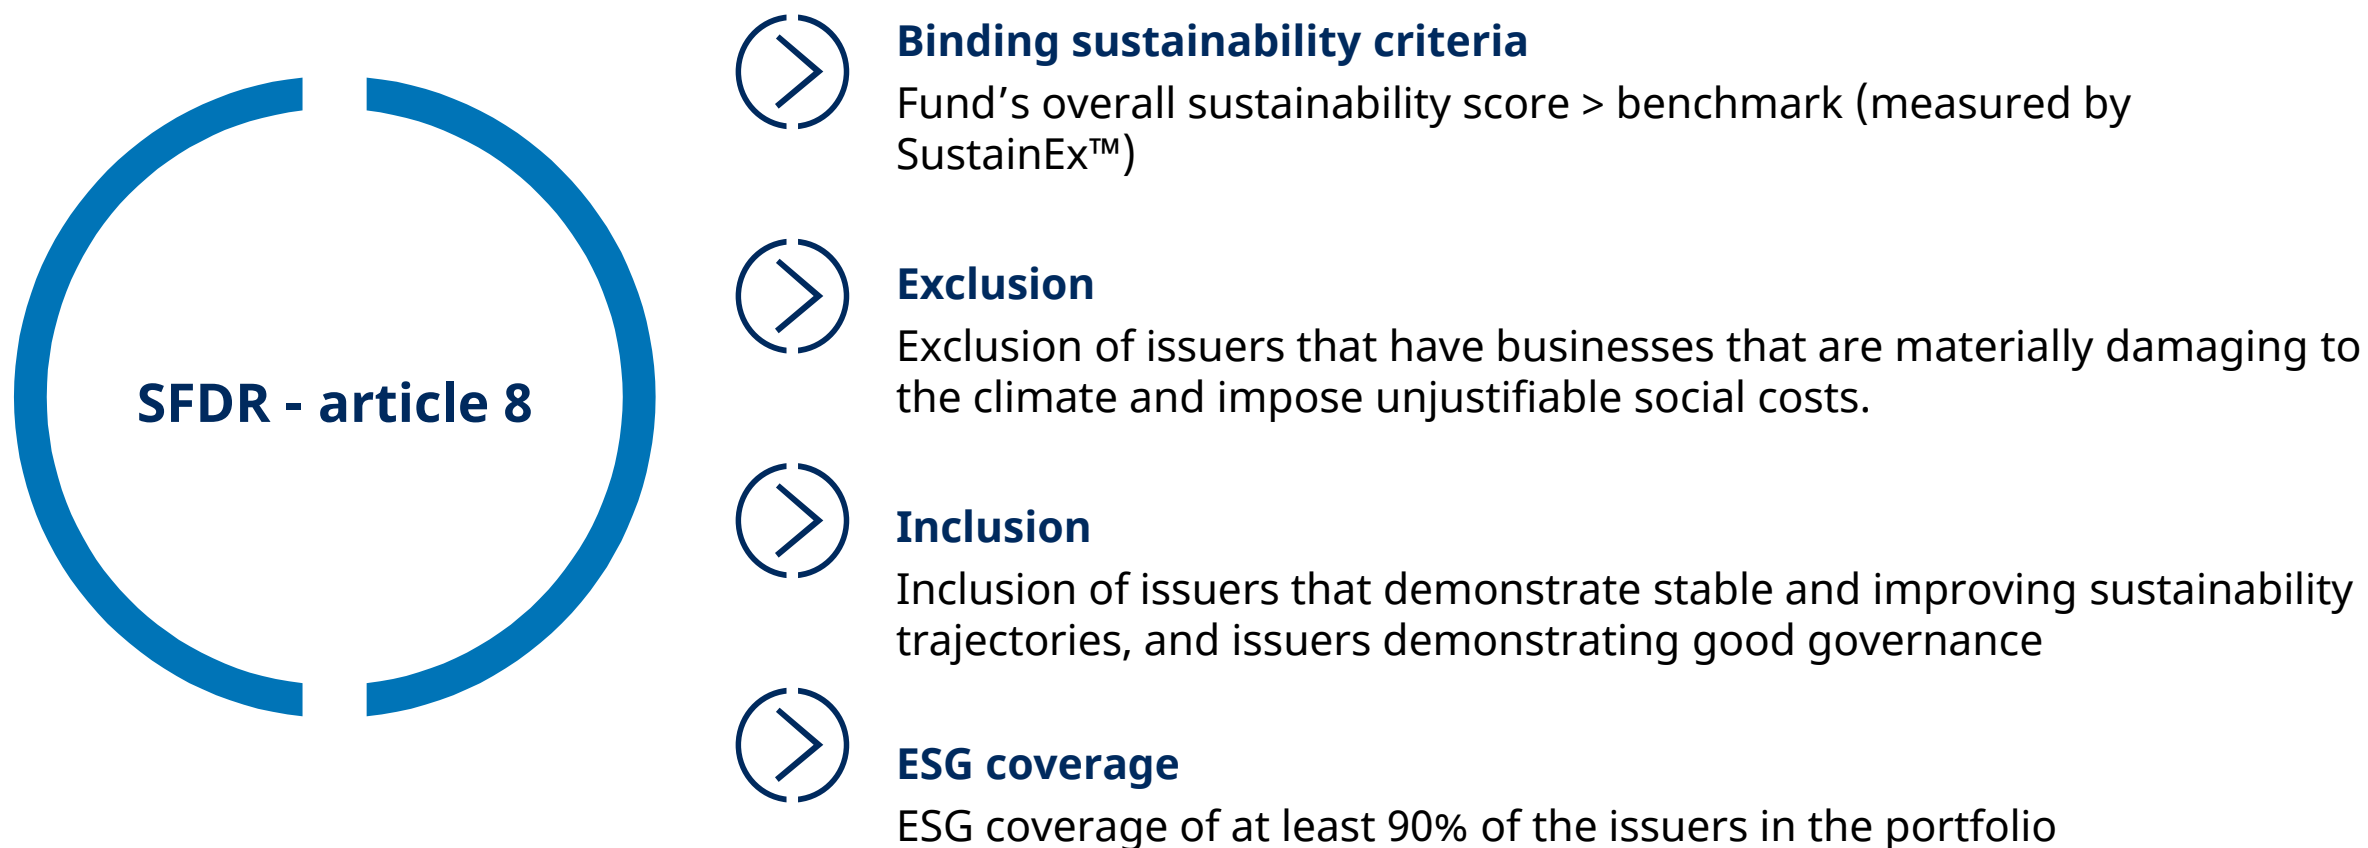 SFDR - article 8
Binding sustainability criteria
Fund’s overall sustainability score > benchmark (measured by
SustainEx™)
Exclusion
Exclusion of issuers that have businesses that are materially damaging to
the climate and impose unjustifiable social costs.
Inclusion
Inclusion of issuers that demonstrate stable and improving sustainability
trajectories, and issuers demonstrating good governance
ESG coverage
ESG coverage of at least 90% of the issuers in the portfolio